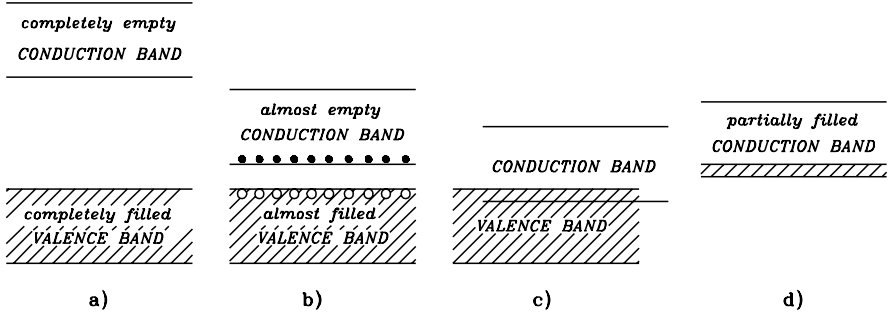 completely empty
CONDUCTION BAND
completely filled
VALENCE BAND
a)
almost empty
CONDUCTION BAND
almost filled
VALENCE BAND
b)
CONDUCTION BAND
VALENCE BAND
c)
partially filled
CONDUCTION BAND
d)